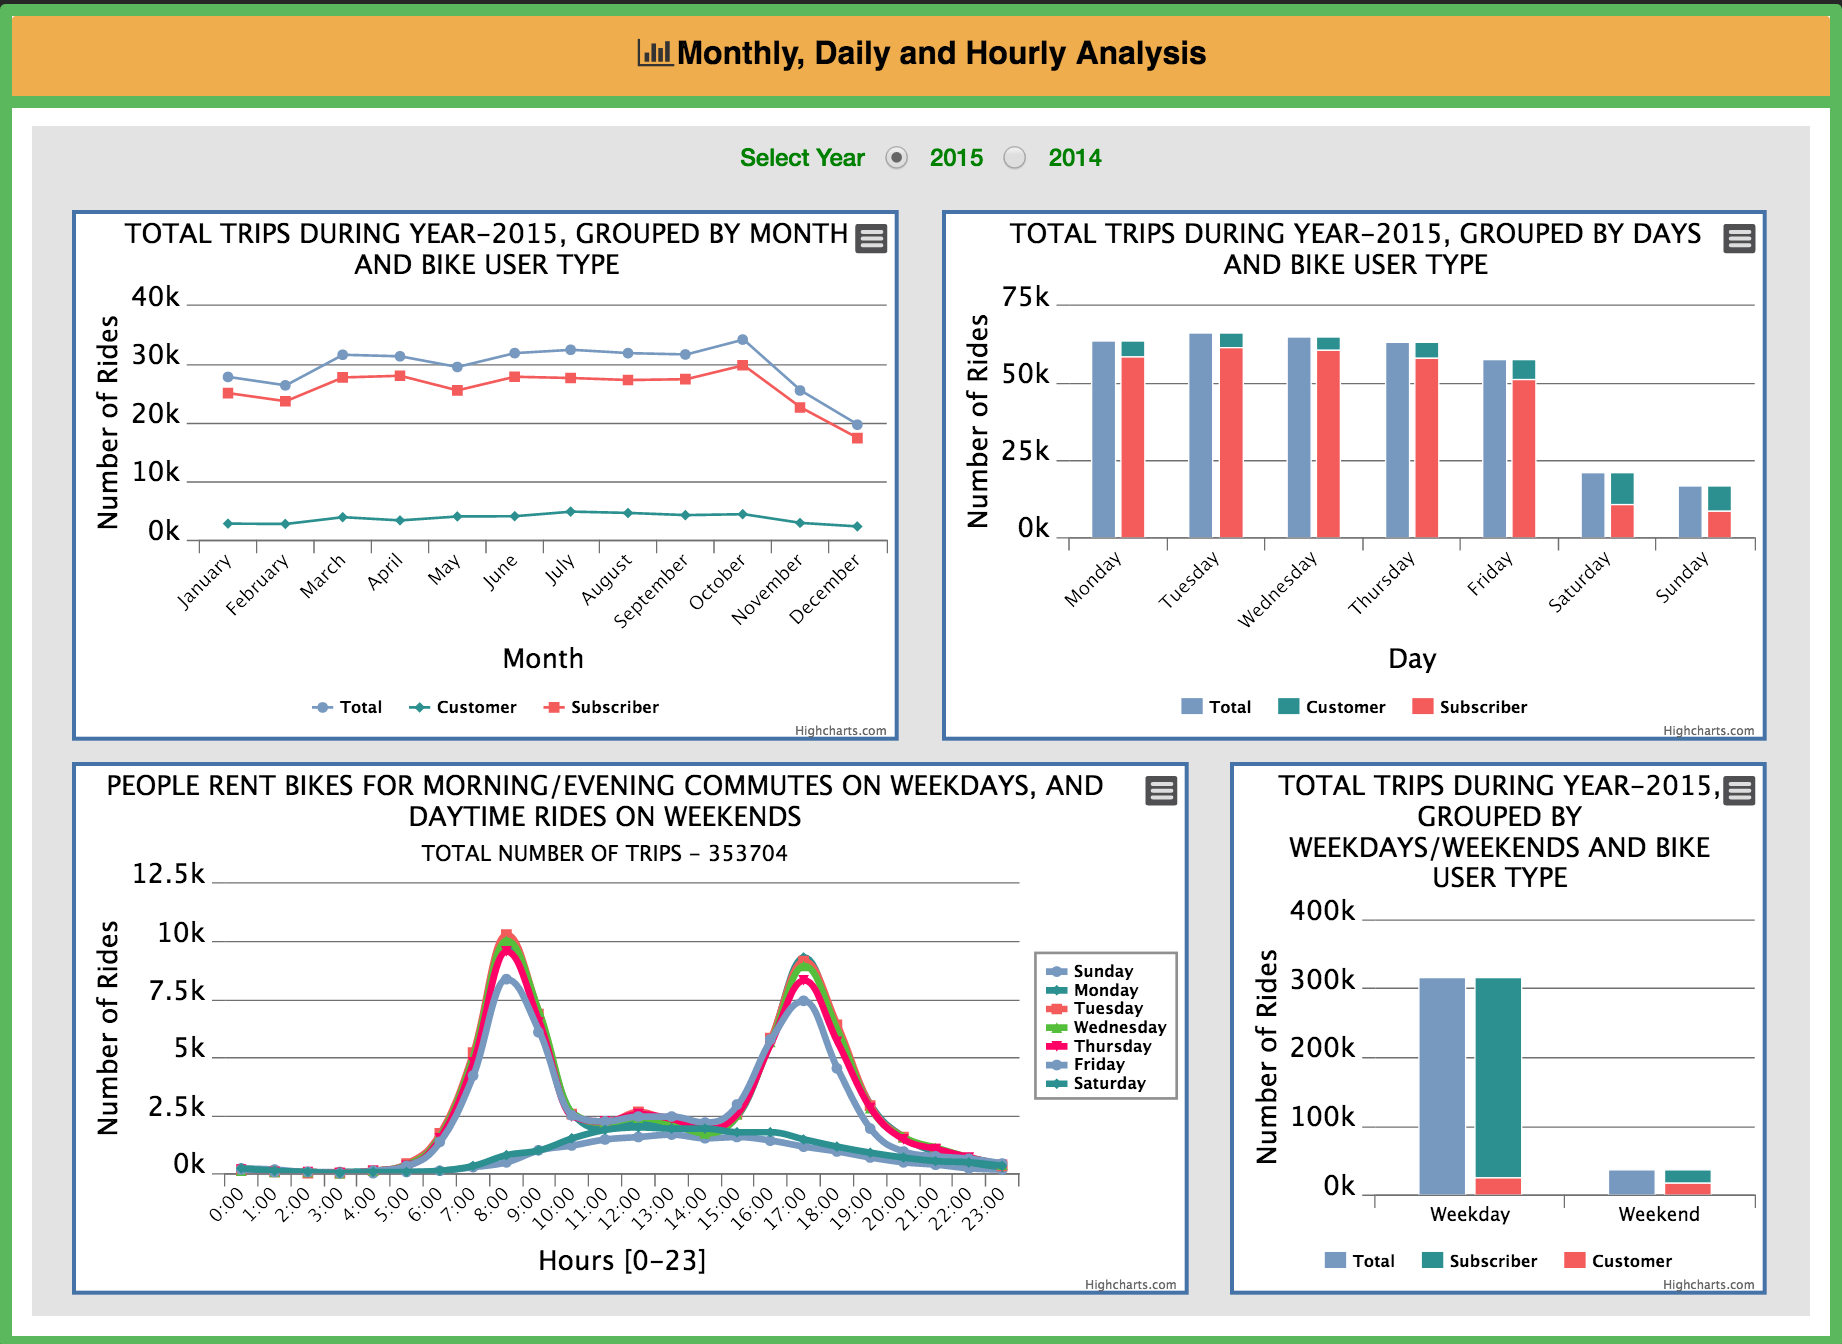 Monthly, Daily and Hourly Analysis
Select Year 2015 2014
TOTAL TRIPS DURING YEAR-2015, GROUPED BY MONTH
AND BIKE USER TYPE
Number of Rides
40k
30k
20k
10k
0k
January February March April May June July August September October November December
Month
Total Customer Subscriber
Highcharts.com
TOTAL TRIPS DURING YEAR-2015, GROUPED BY DAYS
AND BIKE USER TYPE
Number of Rides
75k
50k
25k
0k
Monday Tuesday Wednesday Thursday Friday Saturday Sunday
Day
Total Customer Subscriber
Highcharts.com
PEOPLE RENT BIKES FOR MORNING/EVENING COMMUTES ON WEEKDAYS, AND
DAYTIME RIDES ON WEEKENDS
TOTAL NUMBER OF TRIPS - 353704
Number of Rides
12.5k
10k
7.5k
5k
2.5k
0k
0:00 1:00 2:00 3:00 4:00 5:00 6:00 7:00 8:00 9:00 10:00 11:00 12:00 13:00 14:00 15:00 16:00 17:00 18:00 19:00 20:00 21:00 22:00 23:00
Hours [0-23]
Sunday
Monday
Tuesday
Wednesday
Thursday
Friday
Saturday
Highcharts.com
TOTAL TRIPS DURING YEAR-2015,
GROUPED BY
WEEKDAYS/WEEKENDS AND BIKE
USER TYPE
Number of Rides
400k
300k
200k
100k
0k
Weekday Weekend
Total Subscriber Customer
Highcharts.com